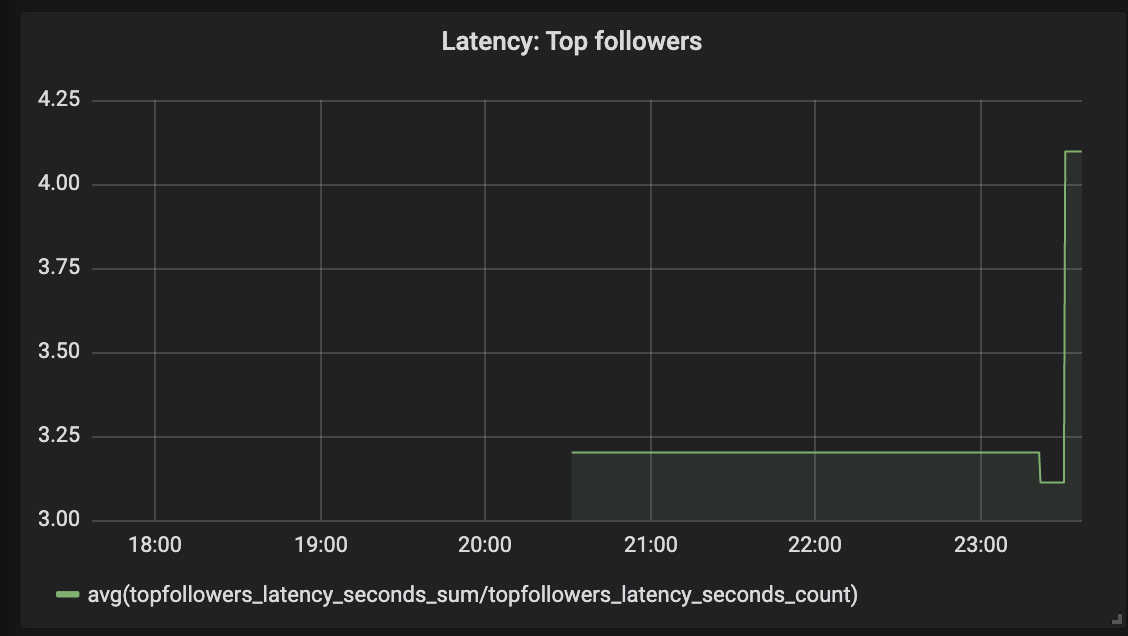 Latency: Top followers
4.25
4.00
3.75
3.50
3.25
3.00
18:00 19:00 20:00 21:00 22:00 23:00
avg(topfollowers_latency_seconds_sum/topfollowers_latency_seconds_count)